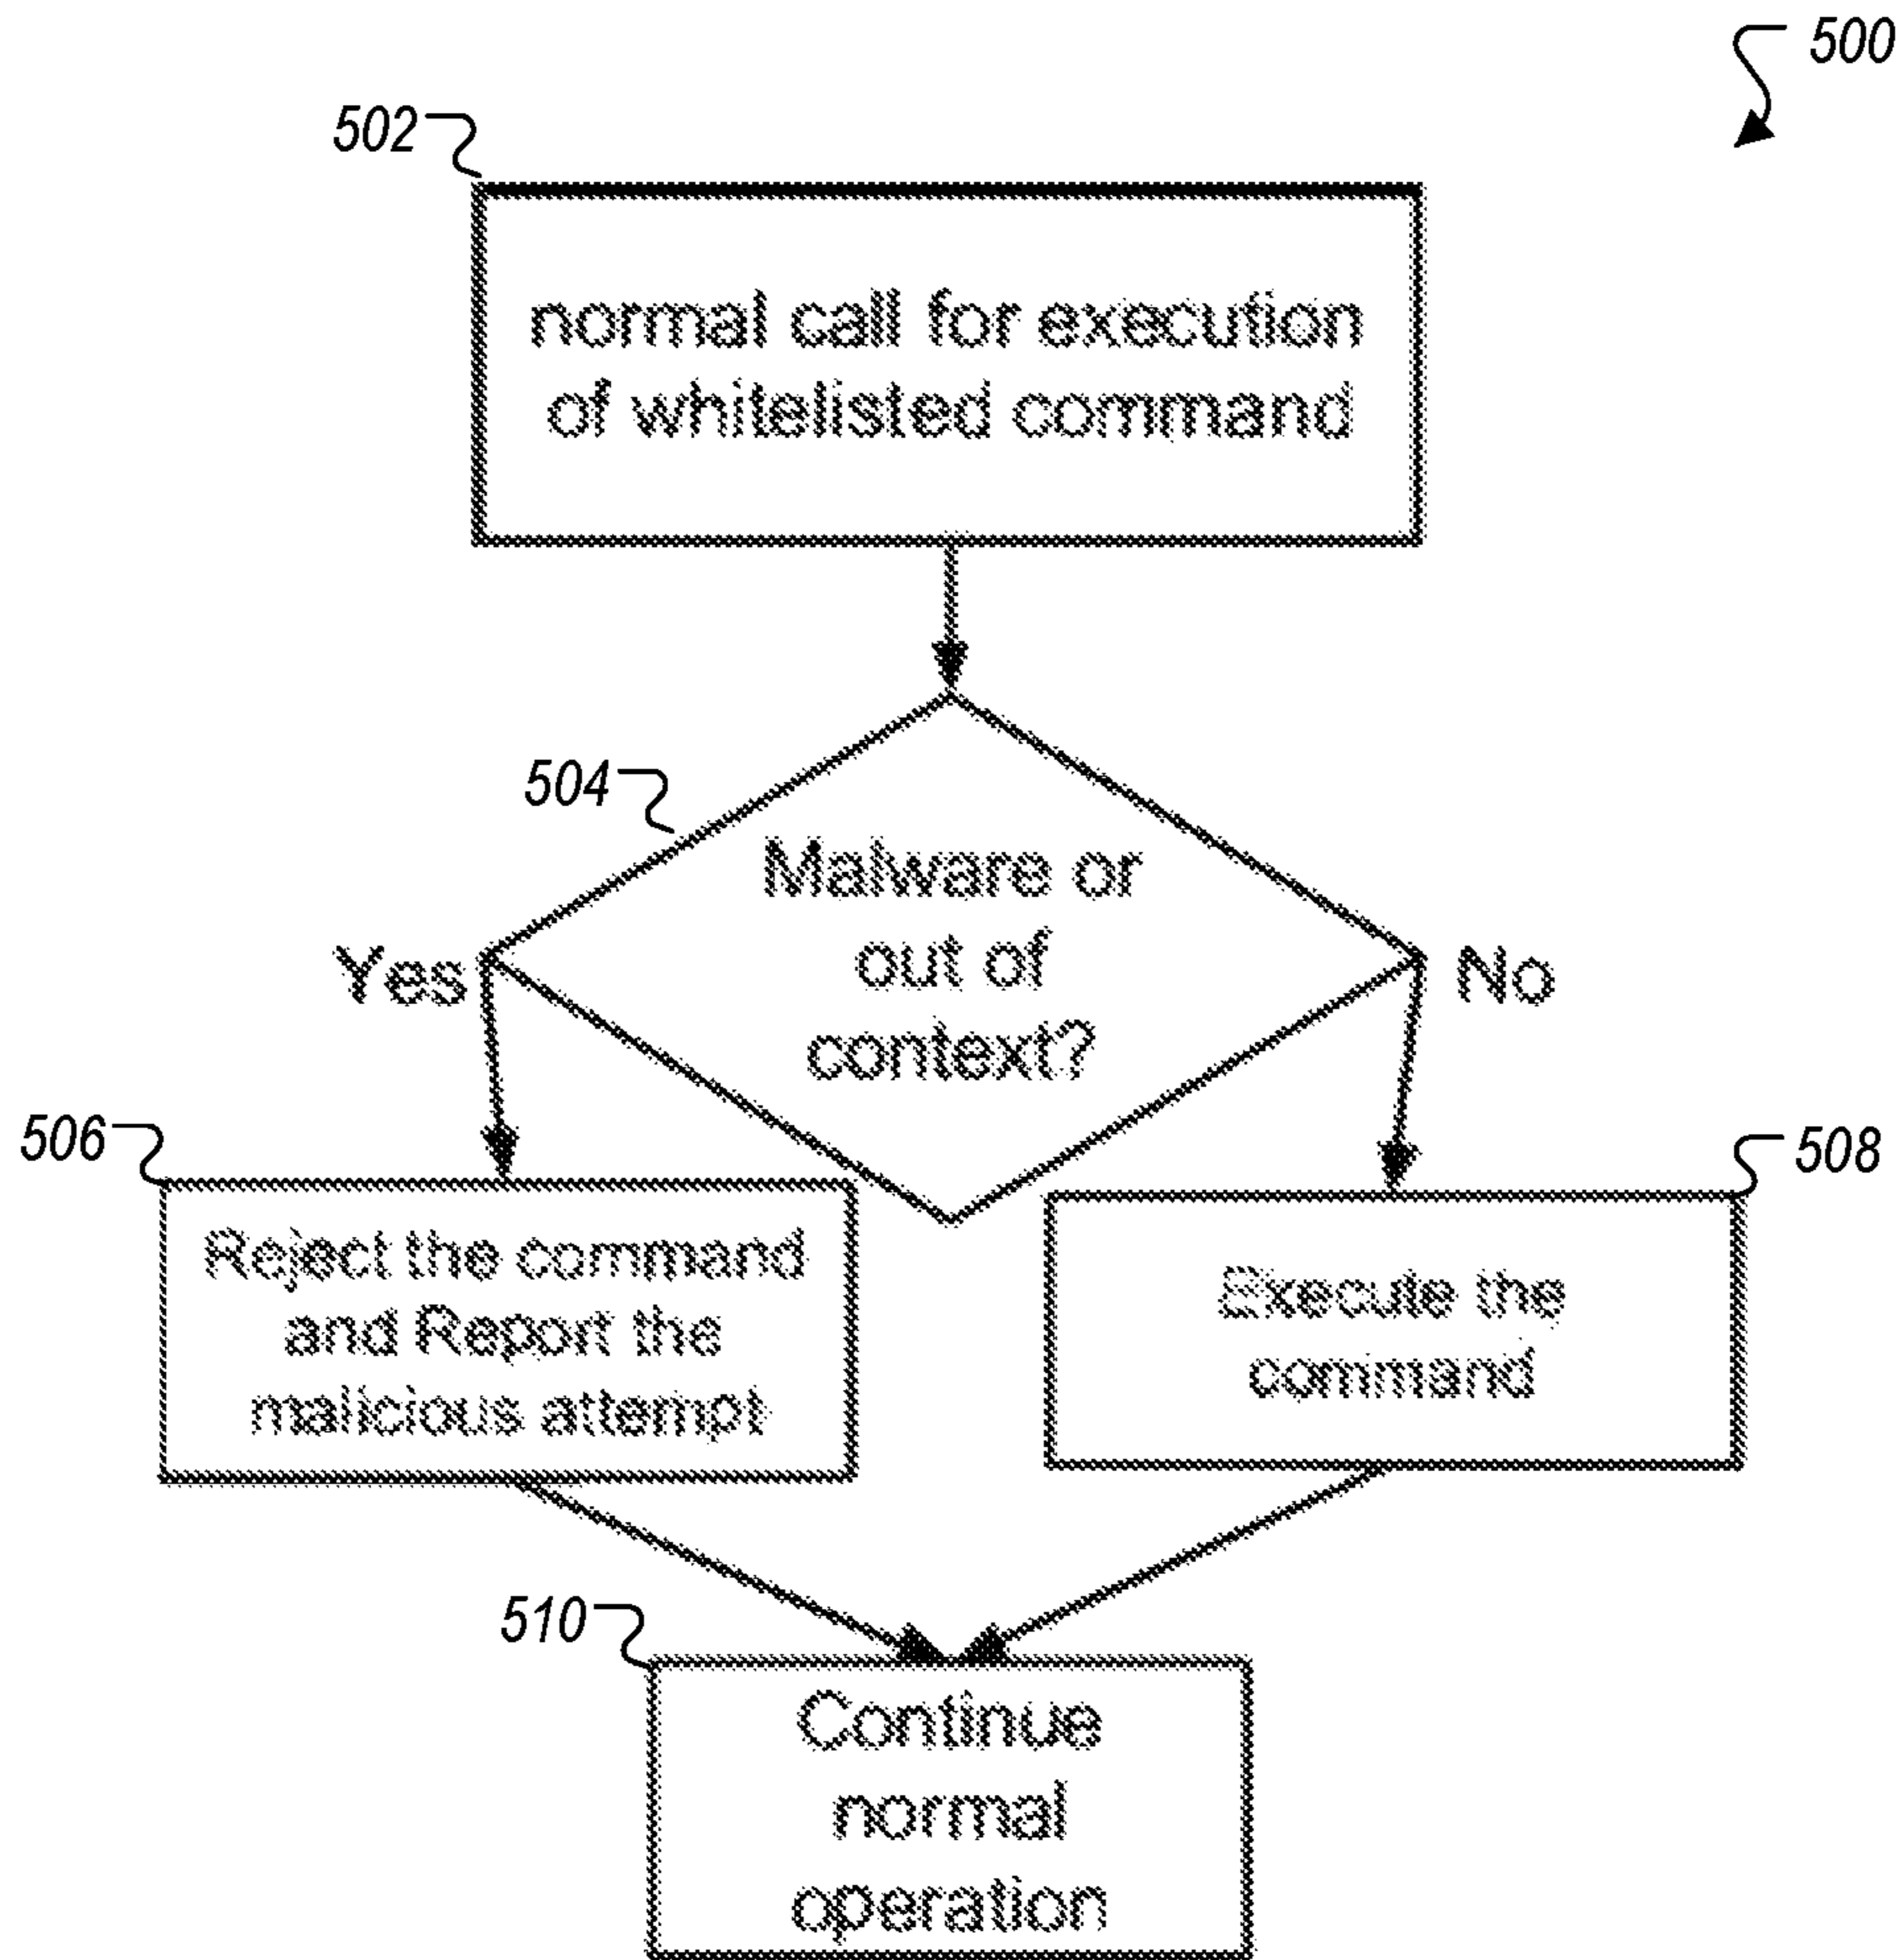 500
502
normal call for execution
of whitelisted command
504
Malware or
out of
context?
Yes
No
506
508
Reject the command
and Report the
malicious attempt
Execute the
command
510
Continue
normal
operation